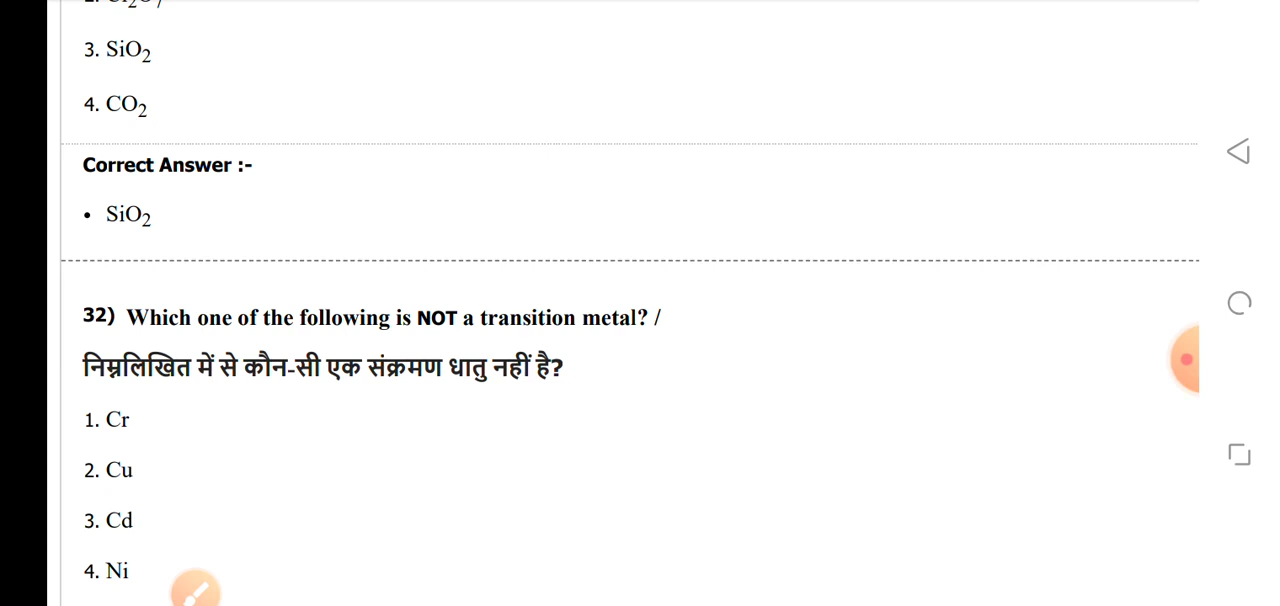 3. SiO2
4. CO2
Correct Answer :-
• SiO2
32) Which one of the following is NOT a transition metal? /
निम्नलिखित में से कौन-सी एक संक्रमण धातु नहीं है?
1. Cr
2. Cu
3. Cd
4. Ni